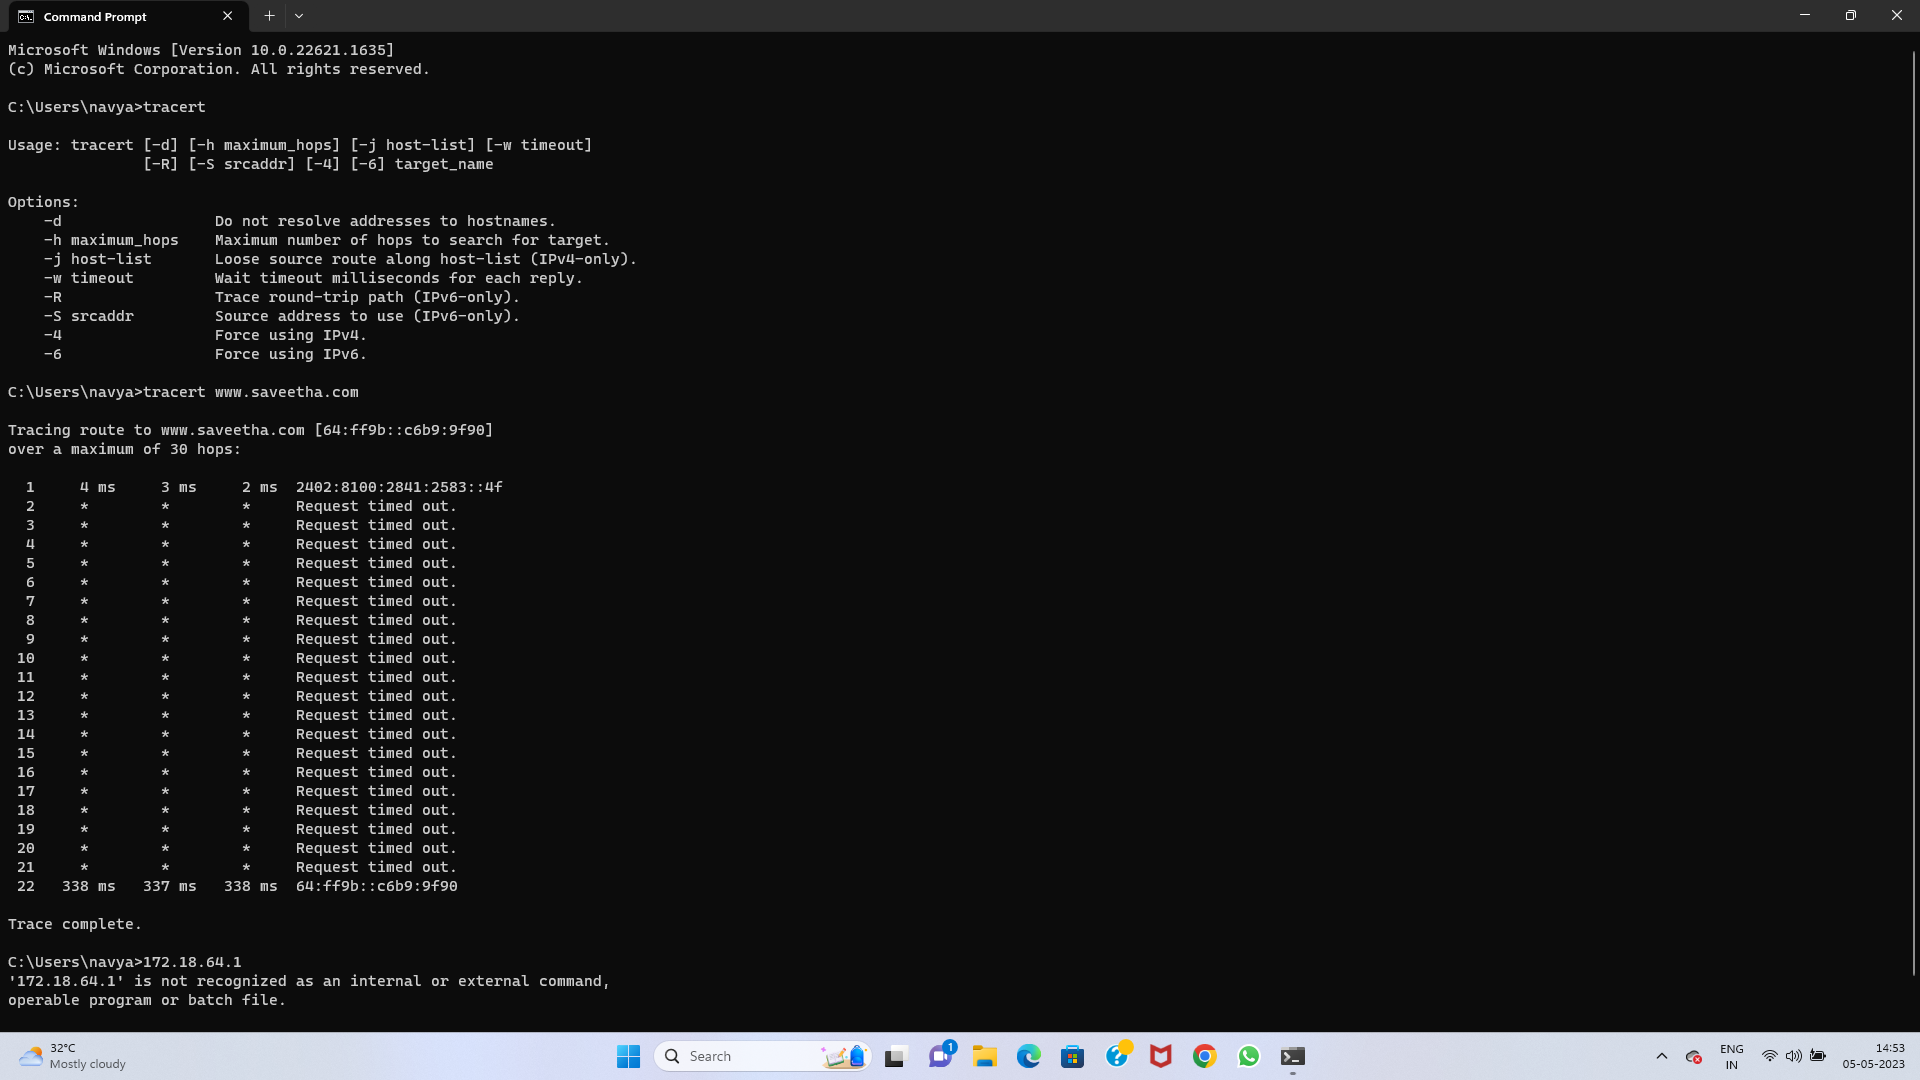 Command Prompt
Microsoft Windows [Version 10.0.22621.1635]
(c) Microsoft Corporation. All rights reserved.
C:\Users\navya>tracert
Usage: tracert [-d] [-h maximum_hops] [-j host-list] [-w timeout]
               [-R] [-S srcaddr] [-4] [-6] target_name
Options:
    -d                 Do not resolve addresses to hostnames.
    -h maximum_hops    Maximum number of hops to search for target.
    -j host-list       Loose source route along host-list (IPv4-only).
    -w timeout         Wait timeout milliseconds for each reply.
    -R                 Trace round-trip path (IPv6-only).
    -S srcaddr         Source address to use (IPv6-only).
    -4                 Force using IPv4.
    -6                 Force using IPv6.
C:\Users\navya>tracert www.saveetha.com
Tracing route to www.saveetha.com [64:ff9b::c6b9:9f90]
over a maximum of 30 hops:
  1     4 ms     3 ms     2 ms  2402:8100:2841:2583::4f
  2     *        *        *     Request timed out.
  3     *        *        *     Request timed out.
  4     *        *        *     Request timed out.
  5     *        *        *     Request timed out.
  6     *        *        *     Request timed out.
  7     *        *        *     Request timed out.
  8     *        *        *     Request timed out.
  9     *        *        *     Request timed out.
 10     *        *        *     Request timed out.
 11     *        *        *     Request timed out.
 12     *        *        *     Request timed out.
 13     *        *        *     Request timed out.
 14     *        *        *     Request timed out.
 15     *        *        *     Request timed out.
 16     *        *        *     Request timed out.
 17     *        *        *     Request timed out.
 18     *        *        *     Request timed out.
 19     *        *        *     Request timed out.
 20     *        *        *     Request timed out.
 21     *        *        *     Request timed out.
 22   338 ms   337 ms   338 ms  64:ff9b::c6b9:9f90
Trace complete.
C:\Users\navya>172.18.64.1
'172.18.64.1' is not recognized as an internal or external command,
operable program or batch file.
32°C
Mostly cloudy
Search
1
ENG
IN
14:53
05-05-2023